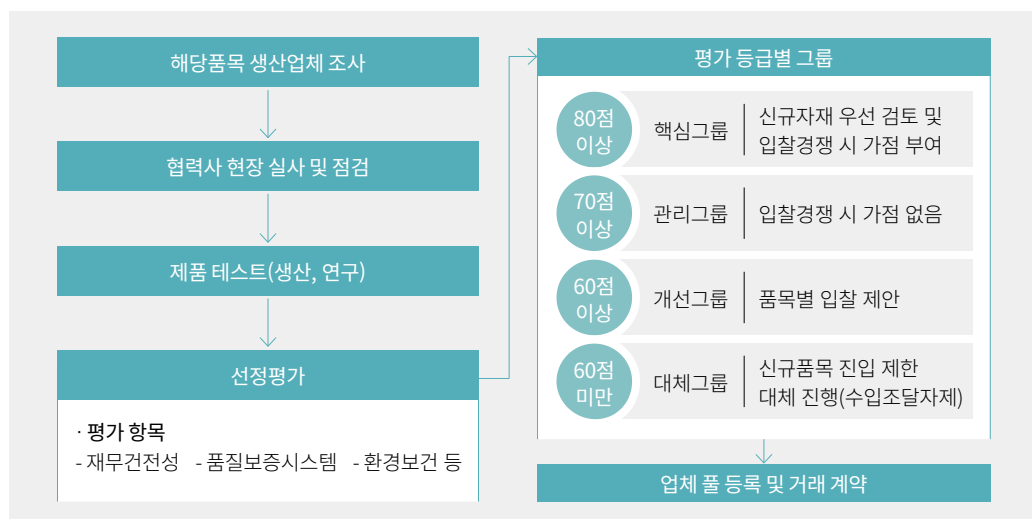 해당품목 생산업체 조사
협력사 현장 실사 및 점검
제품 테스트(생산, 연구)
선정평가
· 평가 항목
- 재무건전성 - 품질보증시스템 - 환경보건 등
평가 등급별 그룹
80점
이상
핵심그룹
신규자재 우선 검토 및
입찰경쟁 시 가점 부여
70점
이상
관리그룹
입찰경쟁 시 가점 없음
60점
이상
개선그룹
품목별 입찰 제안
60점
미만
대체그룹
신규품목 진입 제한
대체 진행(수입조달자제)
업체 풀 등록 및 거래 계약